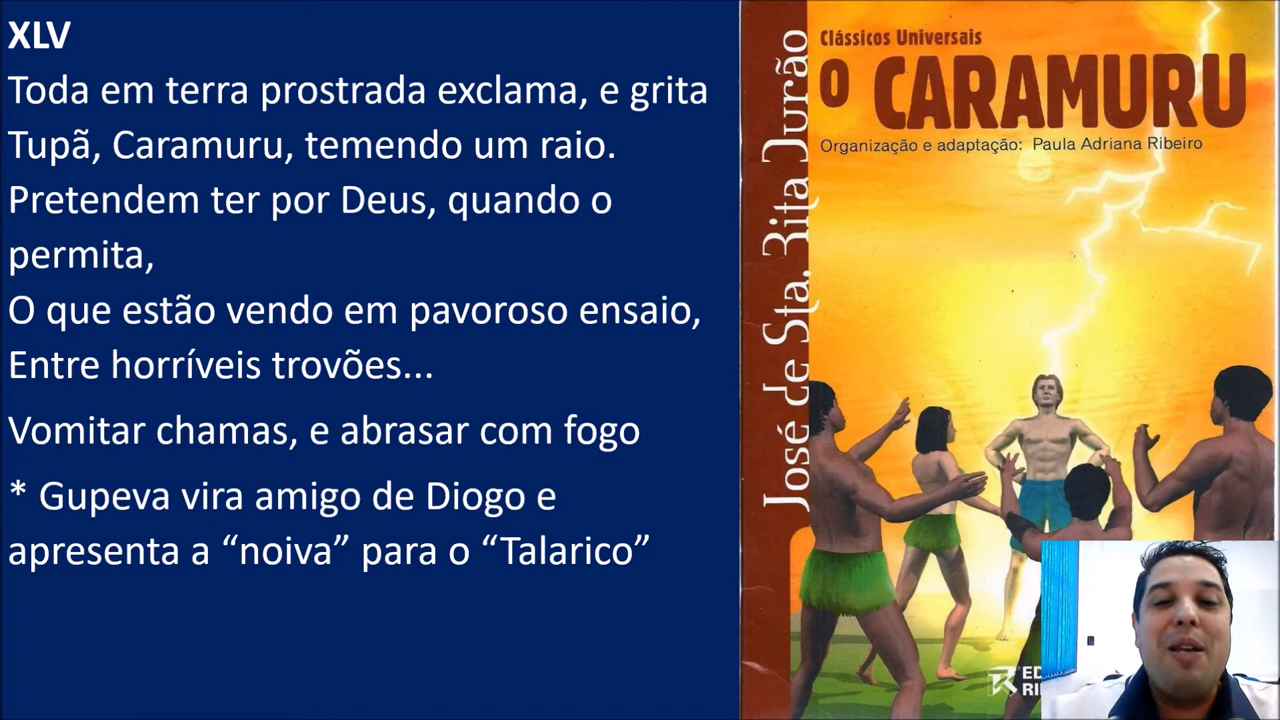 XLV
Toda em terra prostrada exclama, e grita
Tupã, Caramuru, temendo um raio.
Pretendem ter por Deus, quando o
permita,
O que estão vendo em pavoroso ensaio,
Entre horríveis trovões...
Vomitar chamas, e abrasar com fogo
* Gupeva vira amigo de Diogo e
apresenta a “noiva” para o “Talarico”
José de Sta. Rita Durão
Clássicos Universais
O CARAMURU
Organização e adaptação: Paula Adriana Ribeiro